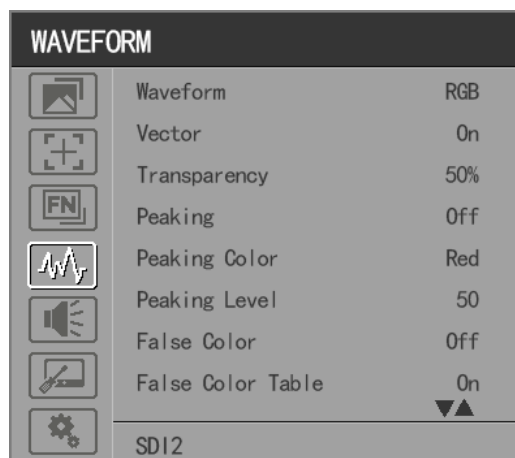 WAVEFORM
Waveform RGB
Vector On
Transparency 50%
FN
Peaking Off
Peaking Color Red
Peaking Level 50
False Color Off
False Color Table On
SDI2